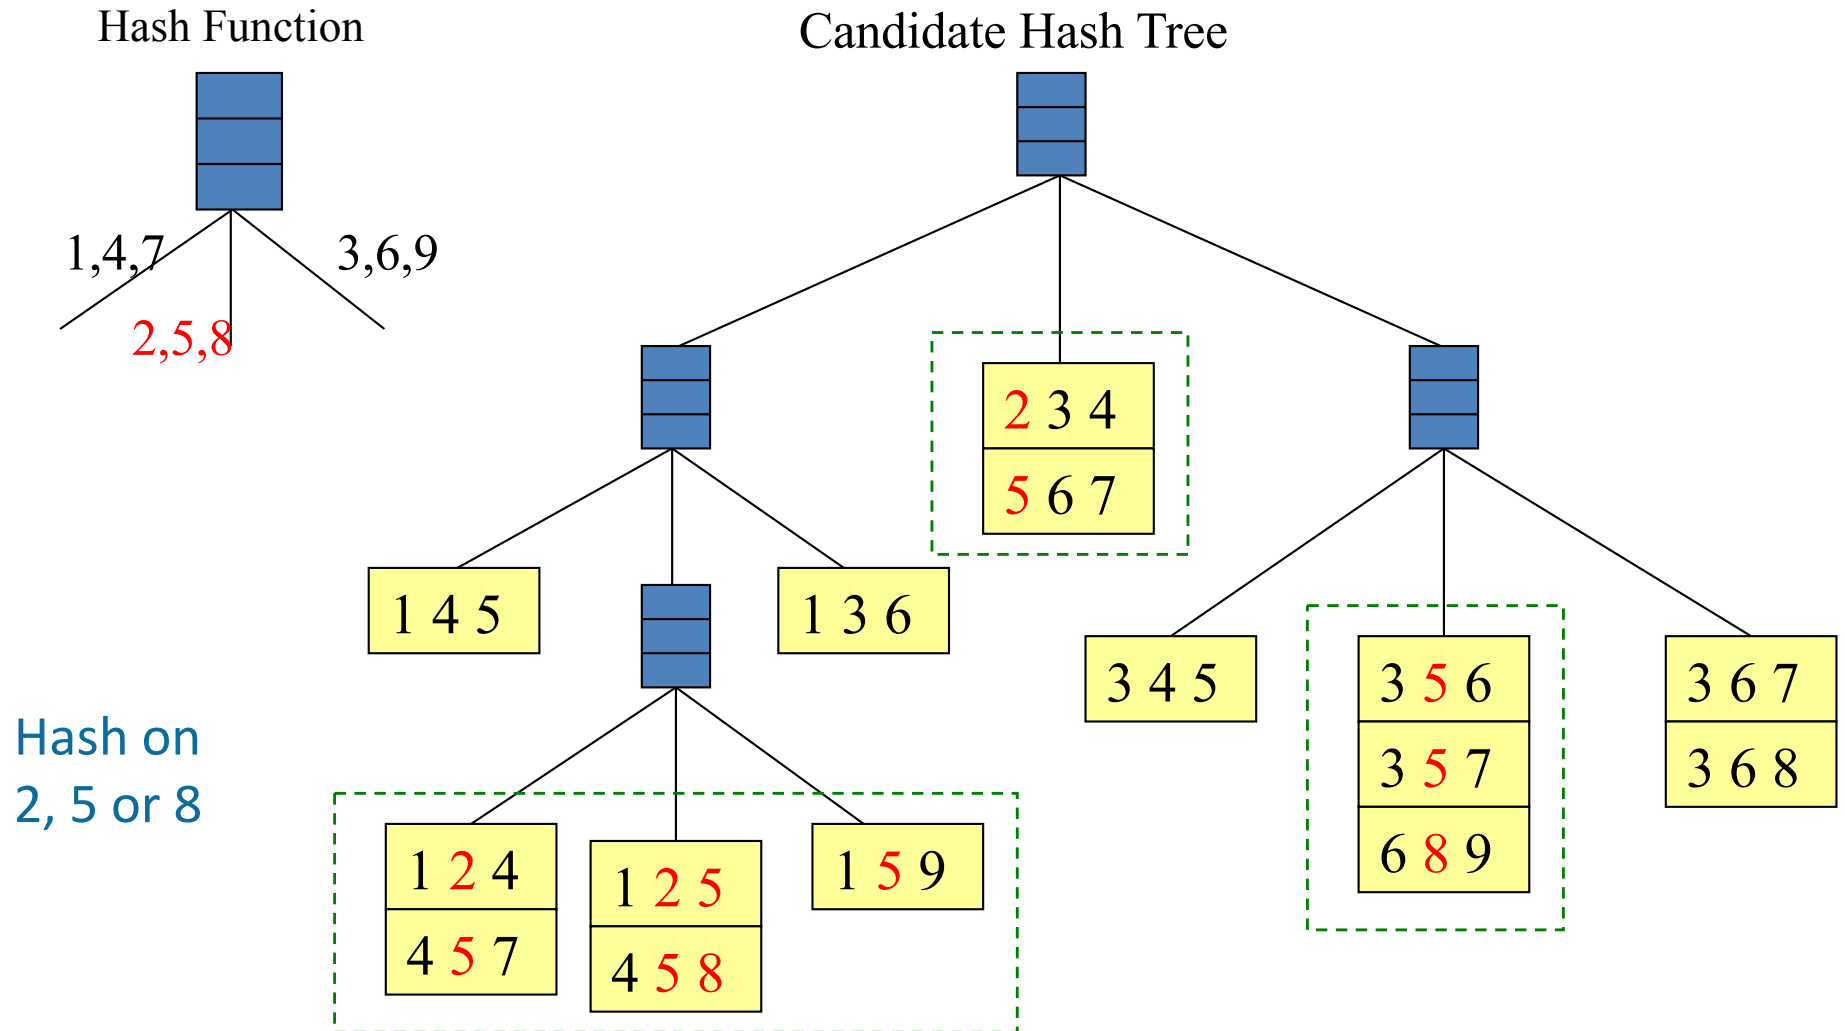 Hash Function
Candidate Hash Tree
1,4,7
3,6,9
2,5,8
2 3 4
5 6 7
1 4 5
1 3 6
3 4 5
3 5 6
3 5 7
6 8 9
3 6 7
3 6 8
Hash on
2, 5 or 8
1 2 4
4 5 7
1 2 5
4 5 8
1 5 9